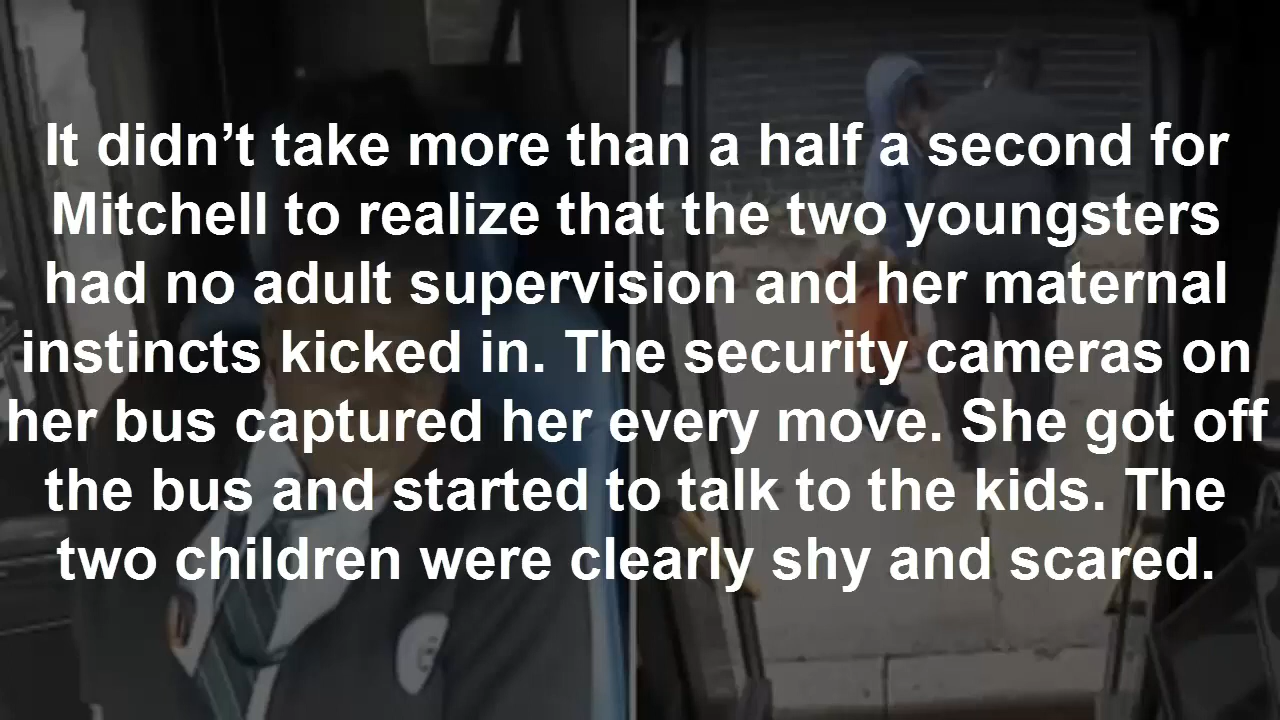 It didn’t take more than a half a second for
Mitchell to realize that the two youngsters
had no adult supervision and her maternal
instincts kicked in. The security cameras on
her bus captured her every move. She got off
the bus and started to talk to the kids. The
two children were clearly shy and scared.